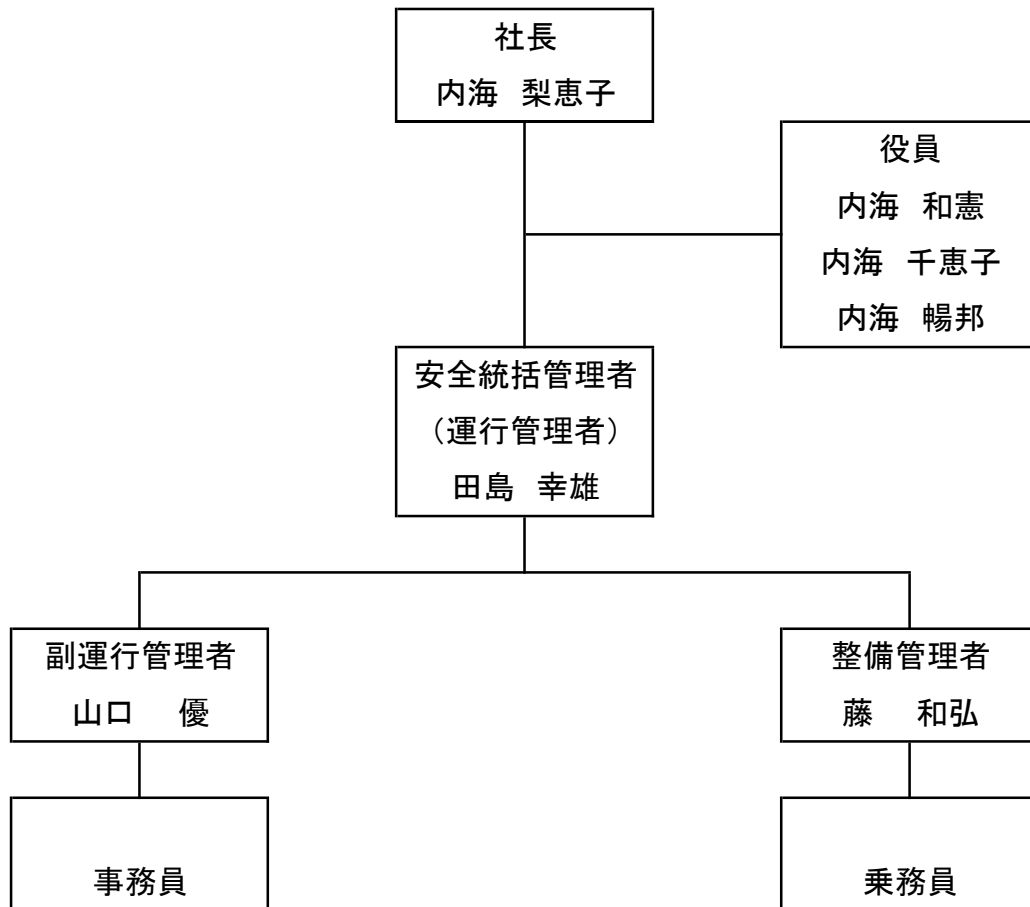 社長
内海 梨恵子
役員
内海 和憲
内海 千恵子
内海 暢邦
安全統括管理者
（運行管理者）
田島 幸雄
副運行管理者
山口 優
整備管理者
藤 和弘
事務員
乗務員